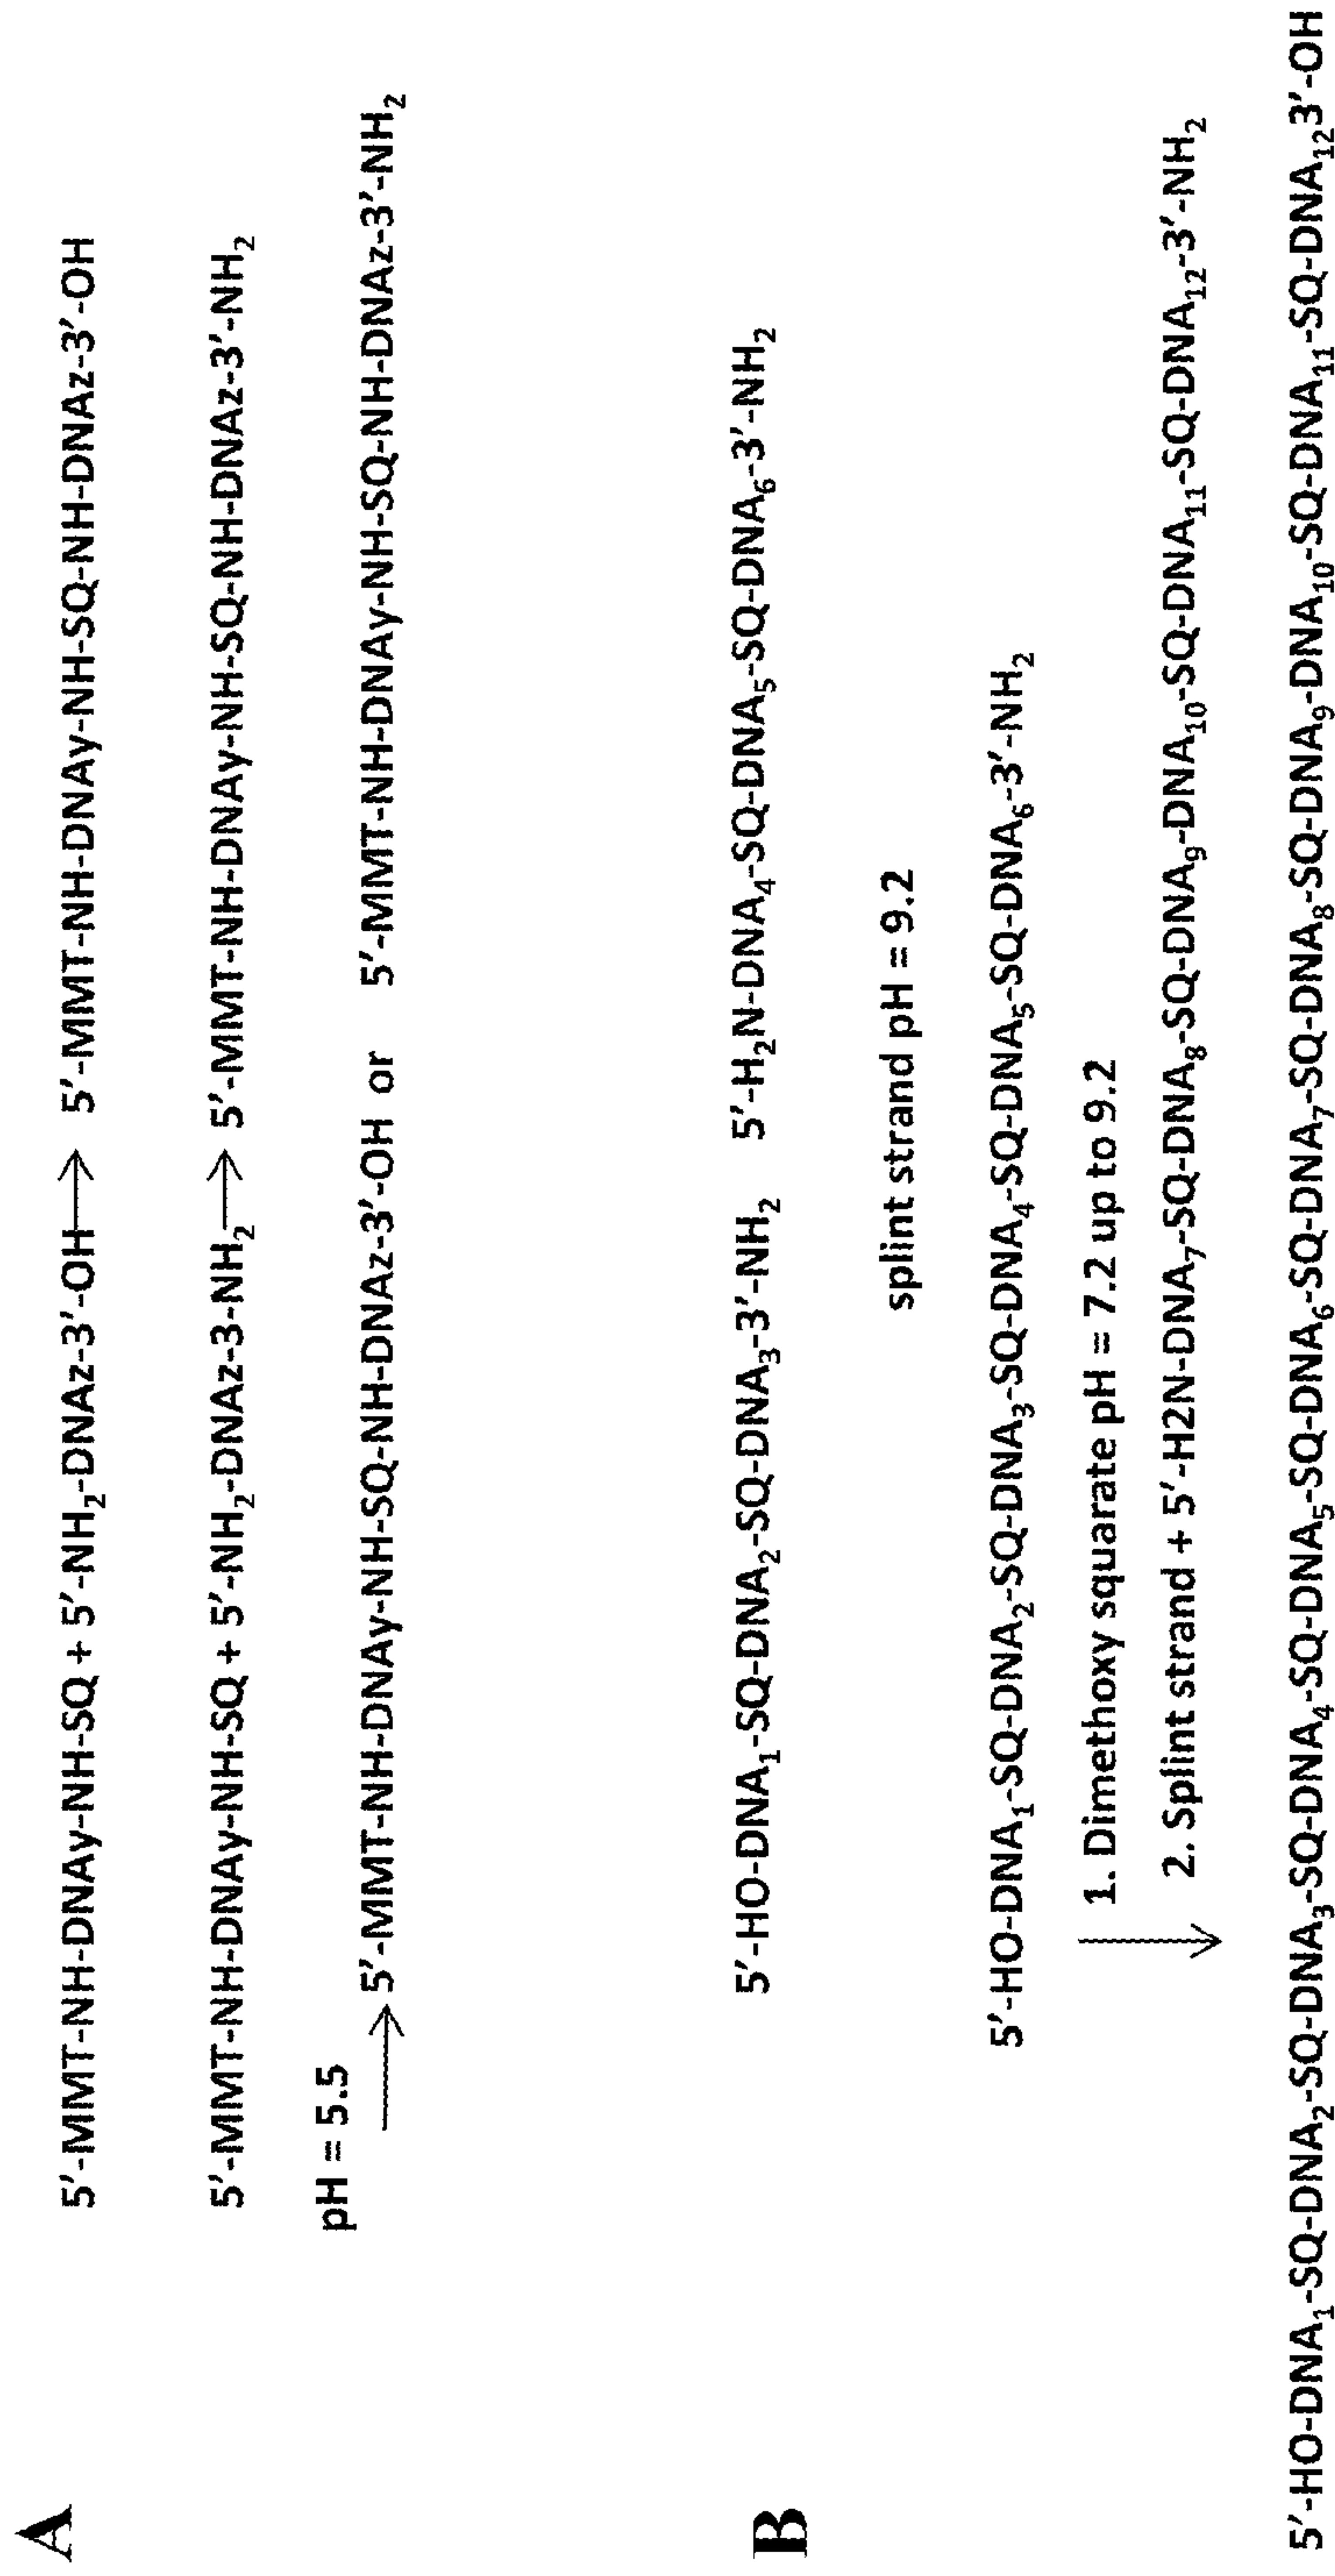 A
5′-MMT-NH-DNAy-NH-SQ + 5′-NH₂-DNAz-3′-OH⟶ 5′-MMT-NH-DNAy-NH-SQ-NH-DNAz-3′-OH
5′-MMT-NH-DNAy-NH-SQ + 5′-NH₂-DNAz-3-NH₂⟶ 5′-MMT-NH-DNAy-NH-SQ-NH-DNAz-3′-NH₂
pH = 5.5
⟶ 5′-MMT-NH-DNAy-NH-SQ-NH-DNAz-3′-OH or 5′-MMT-NH-DNAy-NH-SQ-NH-DNAz-3′-NH₂
B
5′-HO-DNA₁-SQ-DNA₂-SQ-DNA₃-3′-NH₂ 5′-H₂N-DNA₄-SQ-DNA₅-SQ-DNA₆-3′-NH₂
splint strand pH = 9.2
5′-HO-DNA₁-SQ-DNA₂-SQ-DNA₃-SQ-DNA₄-SQ-DNA₅-SQ-DNA₆-3′-NH₂
1. Dimethoxy squarate pH = 7.2 up to 9.2
2. Splint strand + 5′-H2N-DNA₇-SQ-DNA₈-SQ-DNA₉-DNA₁₀-SQ-DNA₁₁-SQ-DNA₁₂-3′-NH₂
5′-HO-DNA₁-SQ-DNA₂-SQ-DNA₃-SQ-DNA₄-SQ-DNA₅-SQ-DNA₆-SQ-DNA₇-SQ-DNA₈-SQ-DNA₉-DNA₁₀-SQ-DNA₁₁-SQ-DNA₁₂3′-OH